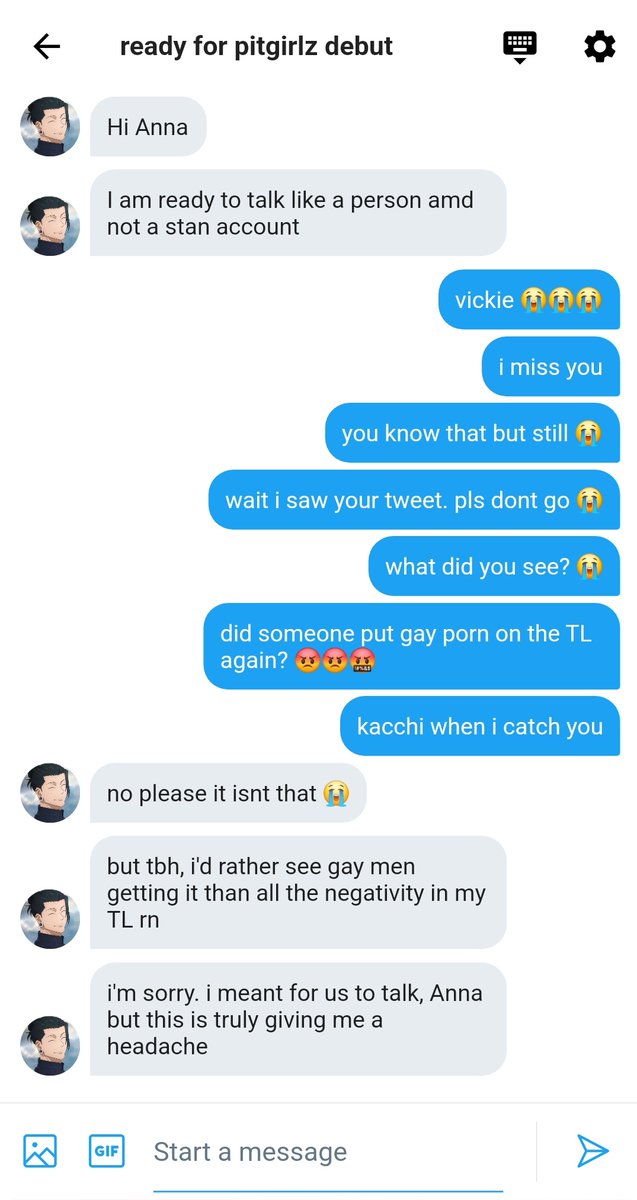 ready for pitgirlz debut
Hi Anna
I am ready to talk like a person amd
not a stan account
vickie 😭😭😭
i miss you
you know that but still 😭
wait i saw your tweet. pls dont go 😭
what did you see? 😭
did someone put gay porn on the TL
again? 😡😡🤬
kacchi when i catch you
no please it isnt that 😭
but tbh, i'd rather see gay men
getting it than all the negativity in my
TL rn
i'm sorry. i meant for us to talk, Anna
but this is truly giving me a
headache
GIF
Start a message